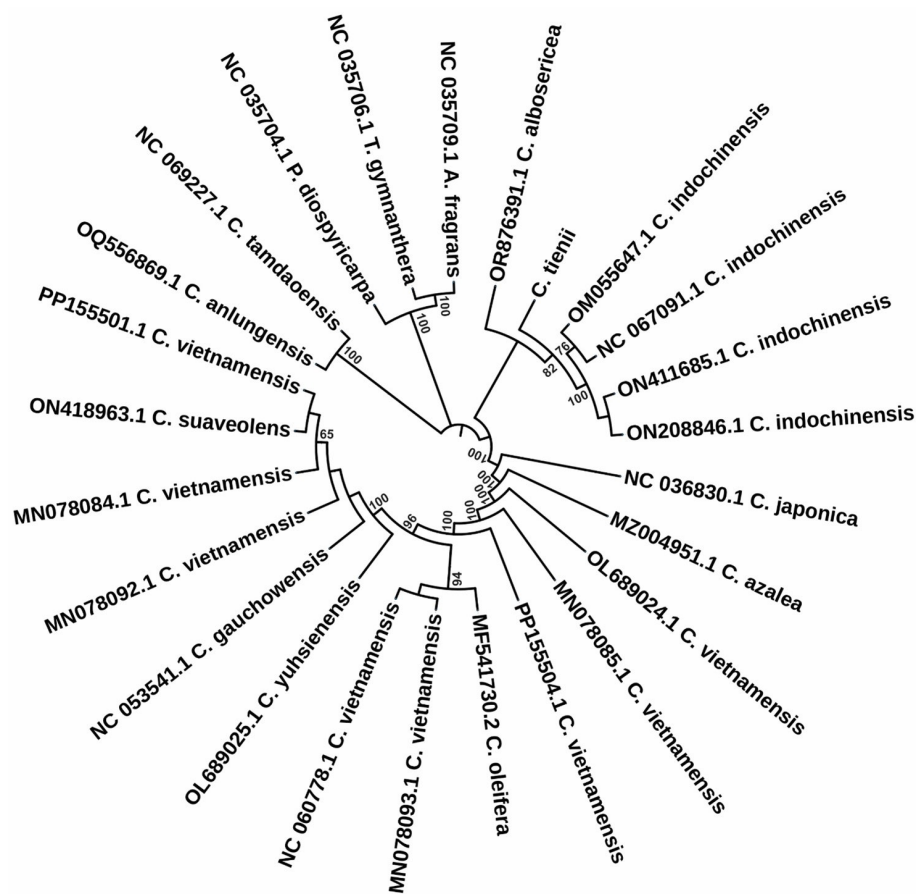 OR876391.1 C. albosericea
C. tienii
OM055647.1 C. indochinensis
NC 067091.1 C. indochinensis
ON411685.1 C. indochinensis
ON208846.1 C. indochinensis
NC 036830.1 C. japonica
MZ004951.1 C. azalea
OL689024.1 C. vietnamensis
MN078085.1 C. vietnamensis
PP155504.1 C. vietnamensis
MF541730.2 C. oleifera
MN078093.1 C. vietnamensis
NC 060778.1 C. vietnamensis
OL689025.1 C. yuhsienensis
NC 053541.1 C. gauchowensis
MN078092.1 C. vietnamensis
MN078084.1 C. vietnamensis
ON418963.1 C. suaveolens
PP155501.1 C. vietnamensis
OQ556869.1 C. anlungensis
NC 069227.1 C. tamdaoensis
NC 035704.1 P. diospyricarpa
NC 035706.1 T. gymnanthera
NC 035709.1 A. fragrans
76
82
100
100
100
100
100
100
94
96
100
65
100
100
100